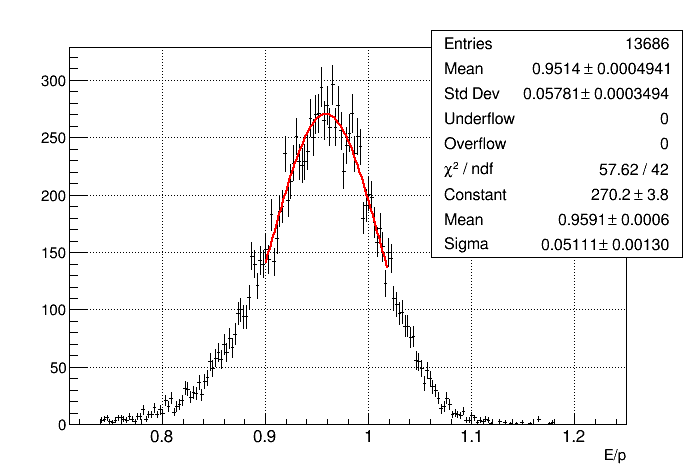 Entries 13686
Mean 0.9514 ± 0.0004941
Std Dev 0.05781 ± 0.0003494
Underflow 0
Overflow 0
χ² / ndf 57.62 / 42
Constant 270.2 ± 3.8
Mean 0.9591 ± 0.0006
Sigma 0.05111 ± 0.00130
300
250
200
150
100
50
0
0.8 0.9 1 1.1 1.2
E/p